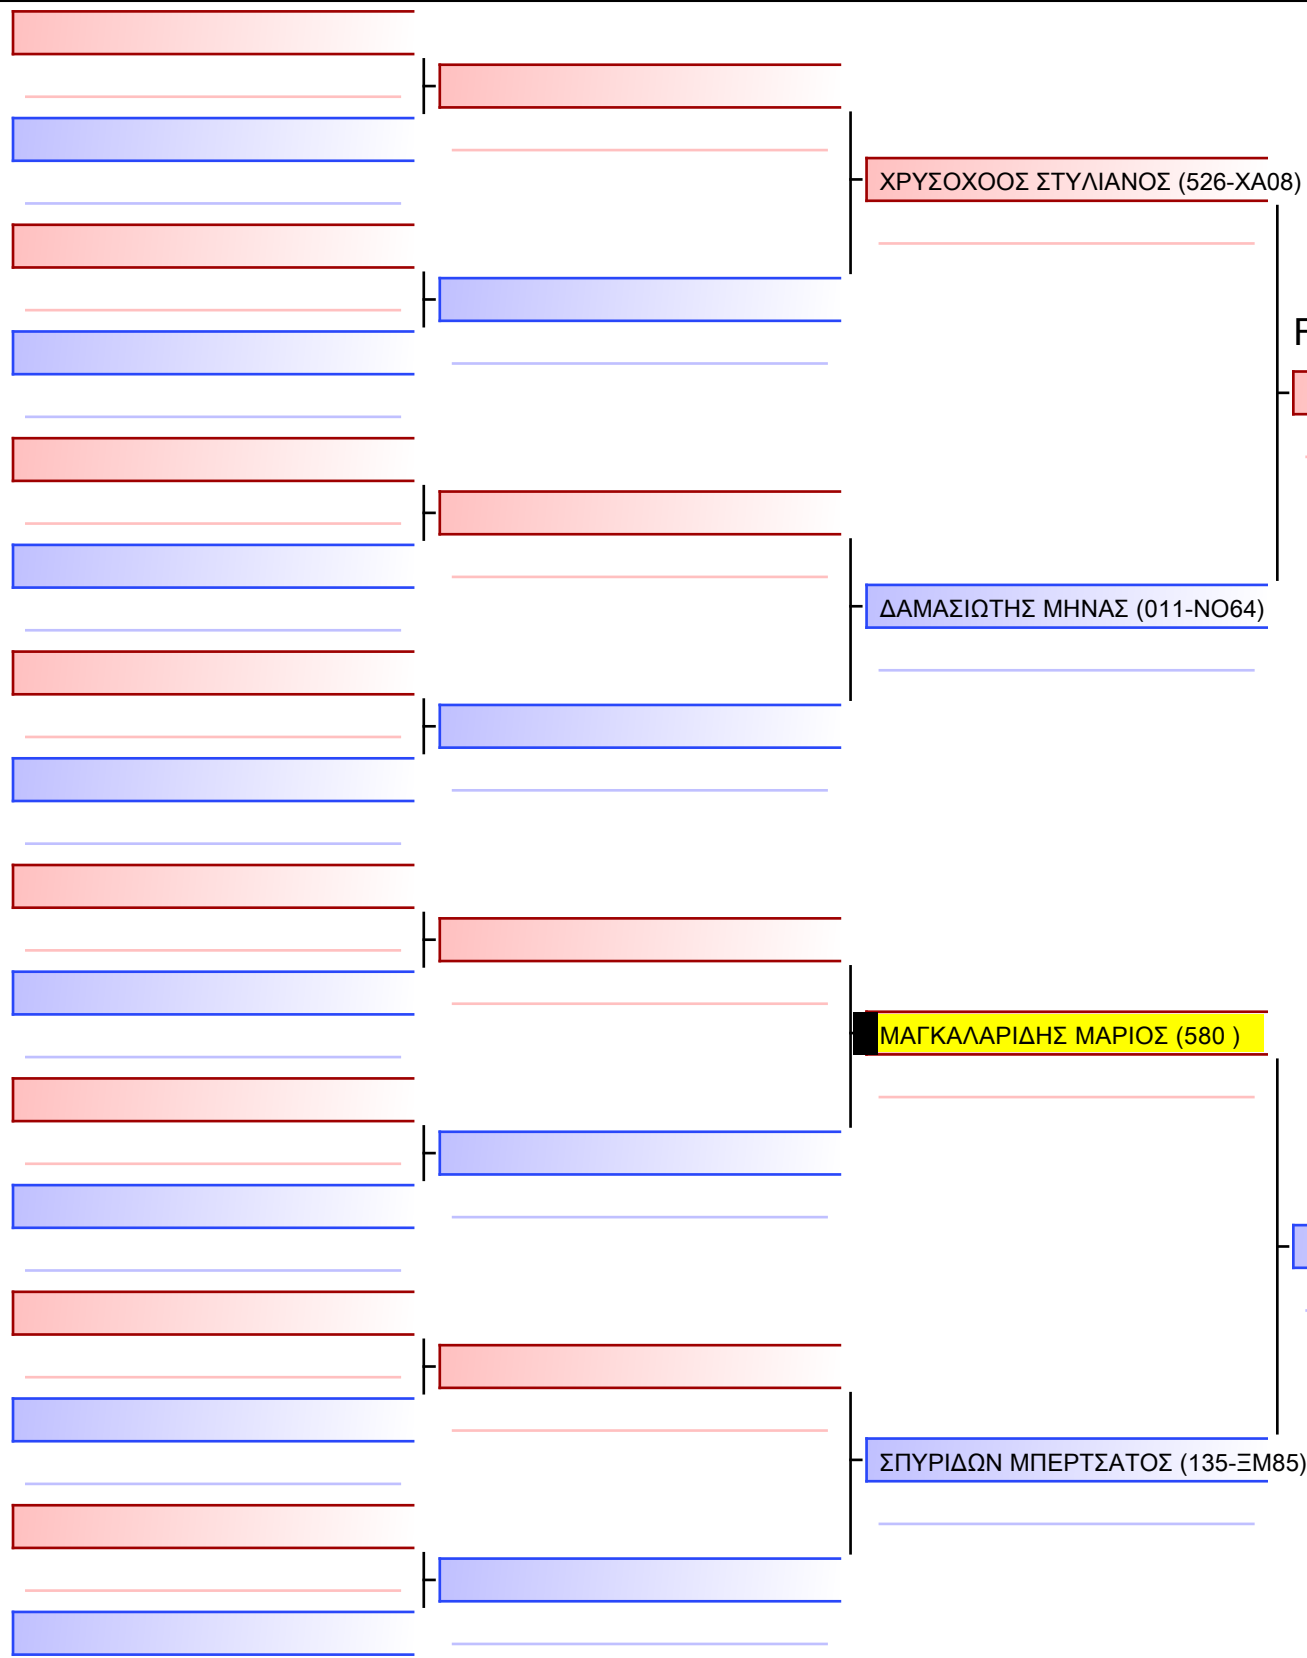 ΧΡΥΣΟΧΟΟΣ ΣΤΥΛΙΑΝΟΣ (526-ΧΑ08)
ΔΑΜΑΣΙΩΤΗΣ ΜΗΝΑΣ (011-ΝΟ64)
ΜΑΓΚΑΛΑΡΙΔΗΣ ΜΑΡΙΟΣ (580 )
ΣΠΥΡΙΔΩΝ ΜΠΕΡΤΣΑΤΟΣ (135-ΞΜ85)